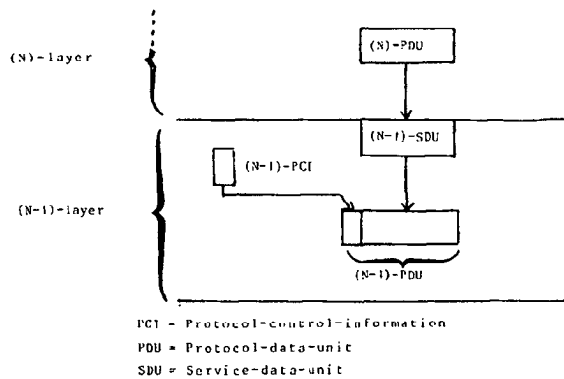 (N)-layer
(N)-PDU
(N-1)-SDU
(N-1)-PCI
(N-1)-layer
(N-1)-PDU
PCI = Protocol-control-information
PDU = Protocol-data-unit
SDU = Service-data-unit